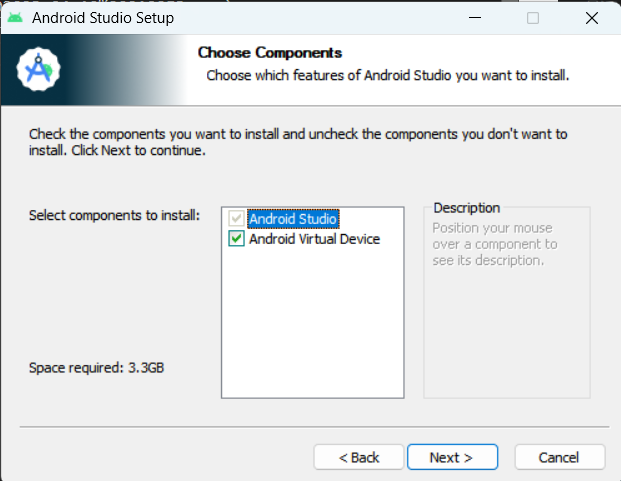 Android Studio Setup
Choose Components
Choose which features of Android Studio you want to install.
Check the components you want to install and uncheck the components you don't want to
install. Click Next to continue.
Select components to install:
Android Studio
Android Virtual Device
Description
Position your mouse
over a component to
see its description.
Space required: 3.3GB
< Back
Next >
Cancel